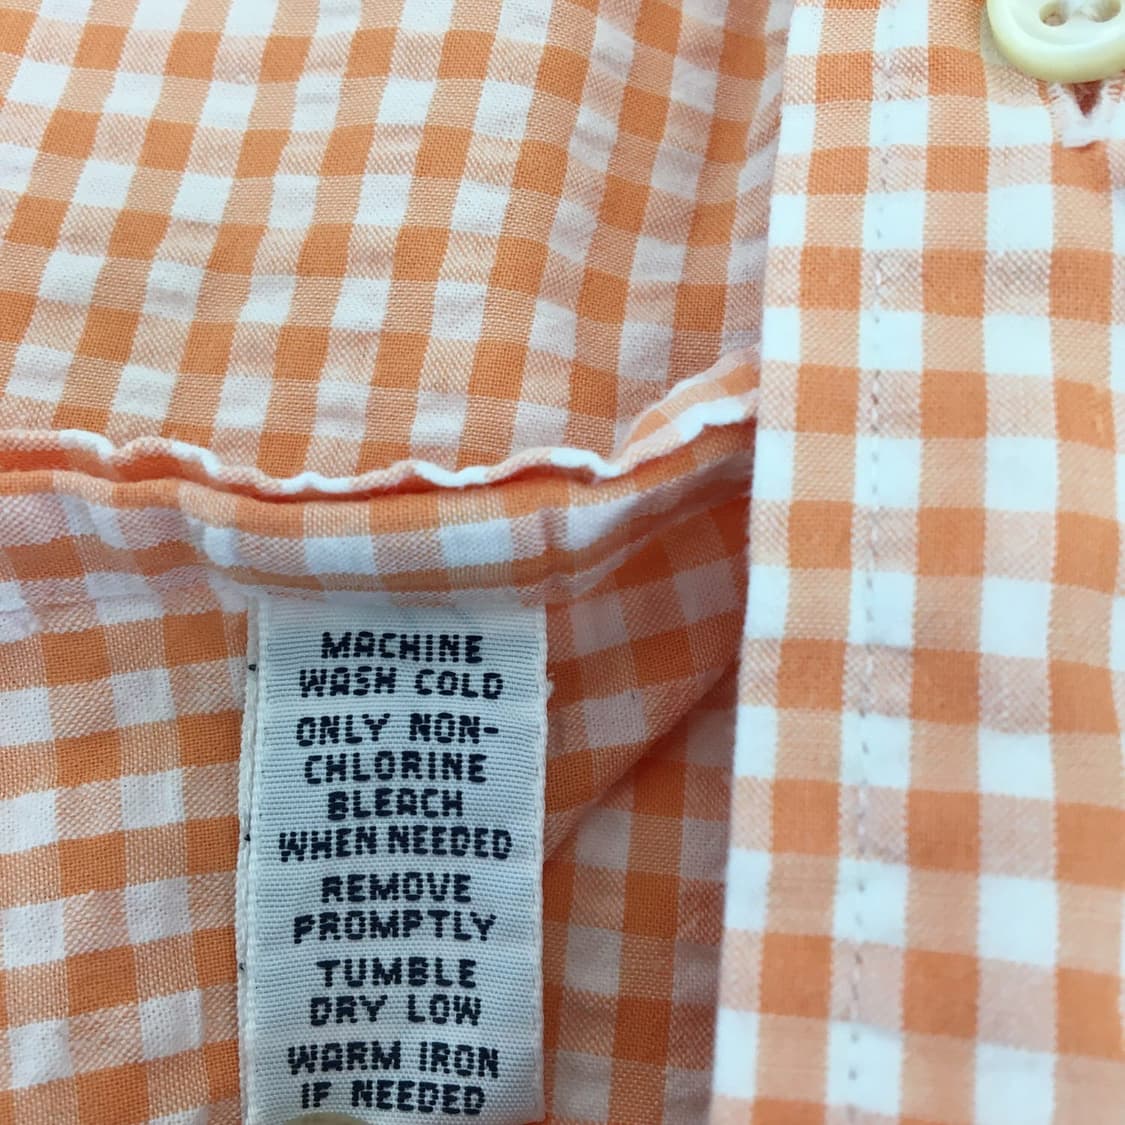 MACHINE
WASH COLD
ONLY NON-
CHLORINE
BLEACH
WHEN NEEDED
REMOVE
PROMPTLY
TUMBLE
DRY LOW
WARM IRON
IF NEEDED